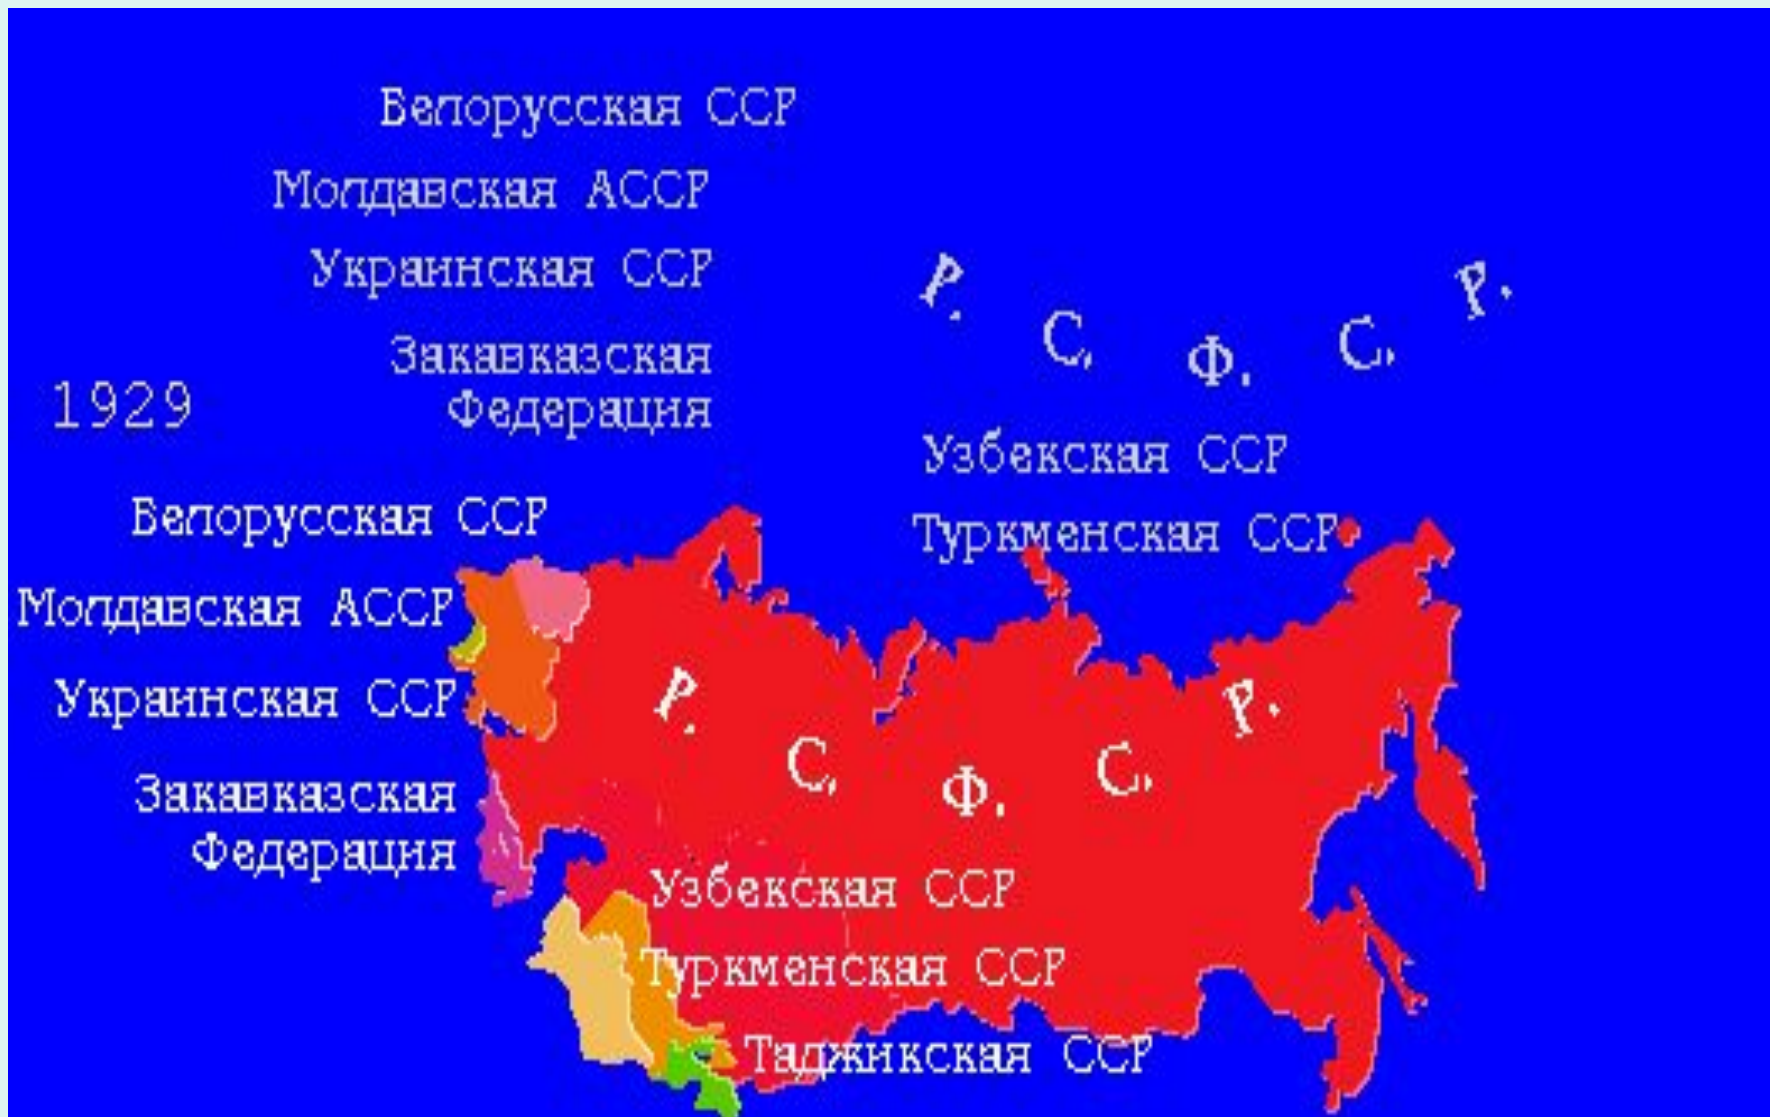 Белорусская ССР
Молдавская АССР
Украинская ССР
Закавказская
Федерация
1929
Р. С. Ф. С. Р.
Узбекская ССР
Туркменская ССР
Белорусская ССР
Молдавская АССР
Украинская ССР
Закавказская
Федерация
Р. С. Ф. С. Р.
Узбекская ССР
Туркменская ССР
Таджикская ССР